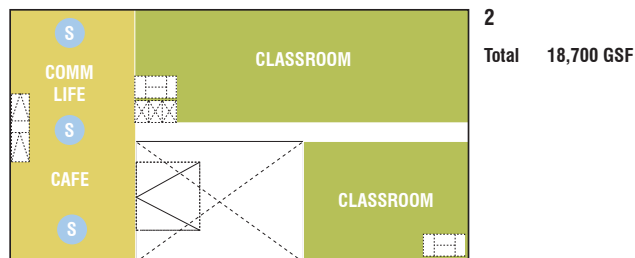 S
COMM
LIFE
S
CAFE
S
CLASSROOM
CLASSROOM
2
Total 18,700 GSF